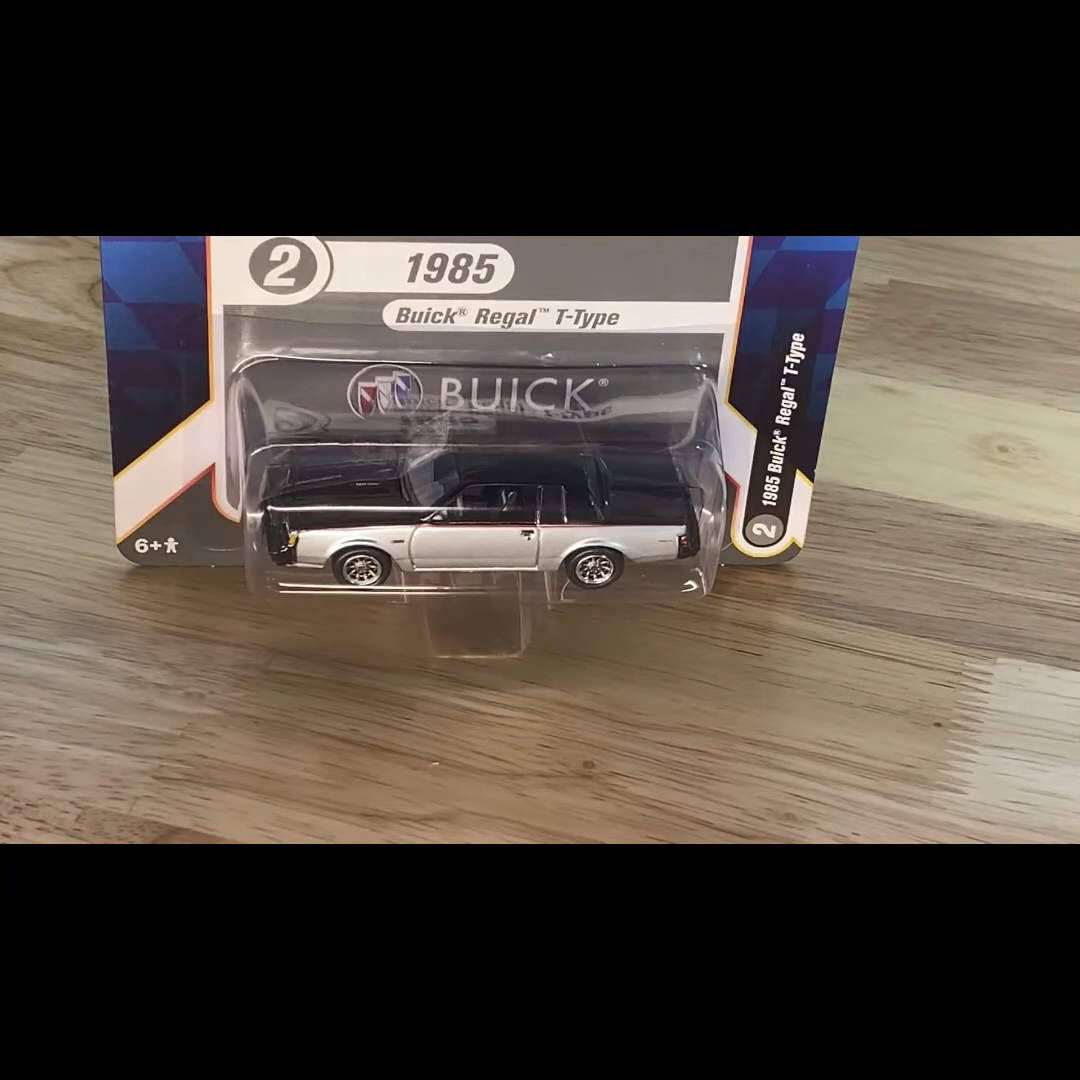 2
1985
Buick® Regal™ T-Type
BUICK®
6+
2 1985 Buick® Regal™ T-Type